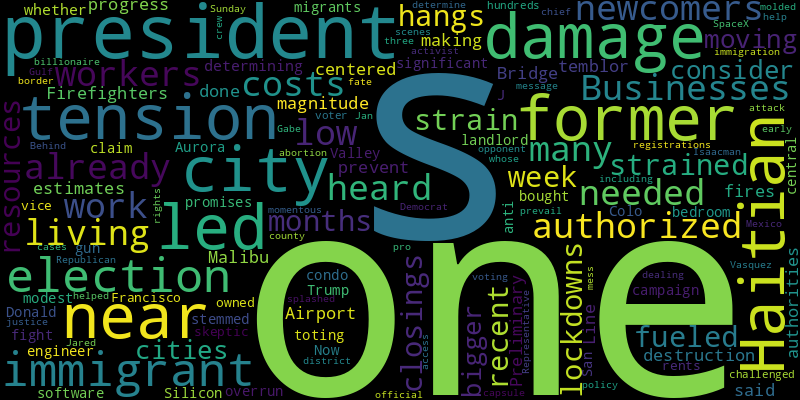 whether progress Sunday migrants determine hundreds newcomers chief molded help
president crew hangs three scenes SpaceX
billionaire making activist damage moving immigration
Gulf workers determining centered significant Bridge temblor consider
border Firefighters done costs fate message Businesses
resources magnitude J attack
tension voter Jan low strain former early
Behind claim Aurora Gabe landlord registrations central
already abortion Valley opponent many Isaacman
city prevent whose strained
estimates promises heard week including fires
vice work rights momentous months Democrat S bought needed bedroom Haitian
living led county anti prevail authorized Colo Mexico
cases gun pro
Republican Malibu one mess dealing Vasquez authorities
election condo closings voting campaign
modest helped Francisco owned Trump splashed Preliminary Representative lockdowns
Donald near stemmed Airport recent San Line fueled
justice fight skeptic toting bigger challenged
Jared engineer cities Now access destruction
immigrant district rents
software Silicon overrun official capsule policy said